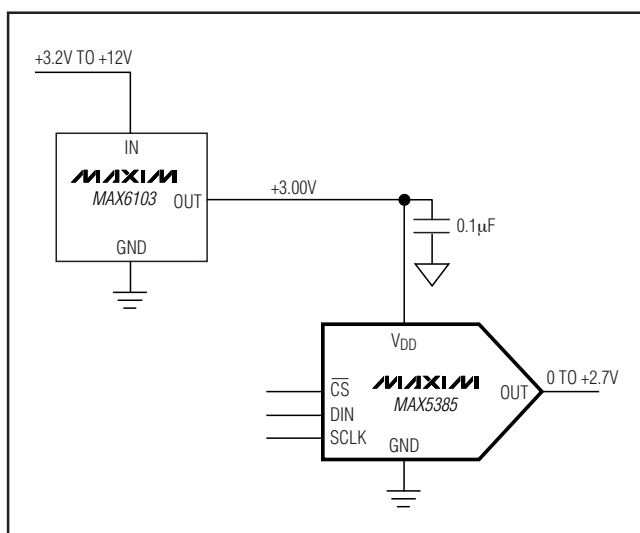 +3.2V TO +12V
IN
MAXIM
MAX6103
OUT
GND
+3.00V
0.1µF
VDD
MAXIM
MAX5385
CS
DIN
SCLK
OUT
GND
0 TO +2.7V